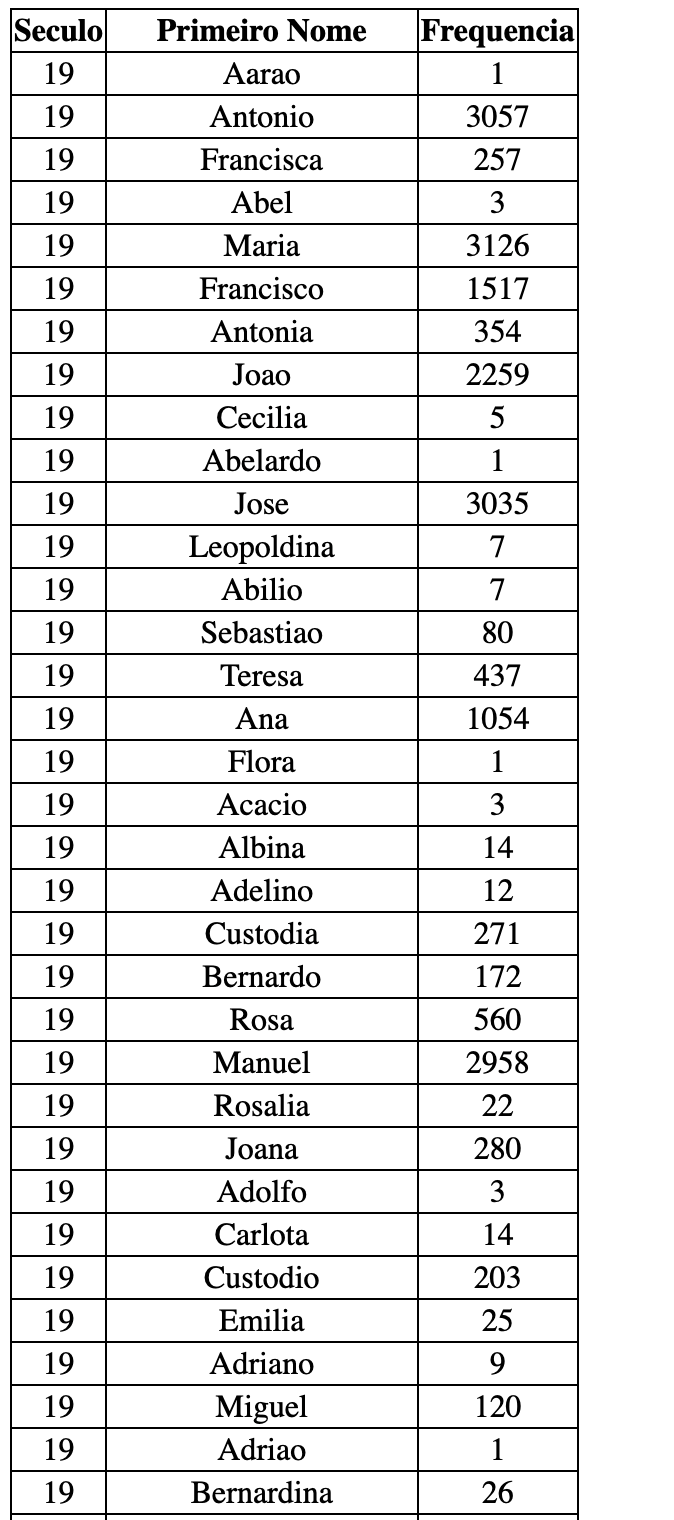 Seculo Primeiro Nome Frequencia
19 Aarao 1
19 Antonio 3057
19 Francisca 257
19 Abel 3
19 Maria 3126
19 Francisco 1517
19 Antonia 354
19 Joao 2259
19 Cecilia 5
19 Abelardo 1
19 Jose 3035
19 Leopoldina 7
19 Abilio 7
19 Sebastiao 80
19 Teresa 437
19 Ana 1054
19 Flora 1
19 Acacio 3
19 Albina 14
19 Adelino 12
19 Custodia 271
19 Bernardo 172
19 Rosa 560
19 Manuel 2958
19 Rosalia 22
19 Joana 280
19 Adolfo 3
19 Carlota 14
19 Custodio 203
19 Emilia 25
19 Adriano 9
19 Miguel 120
19 Adriao 1
19 Bernardina 26